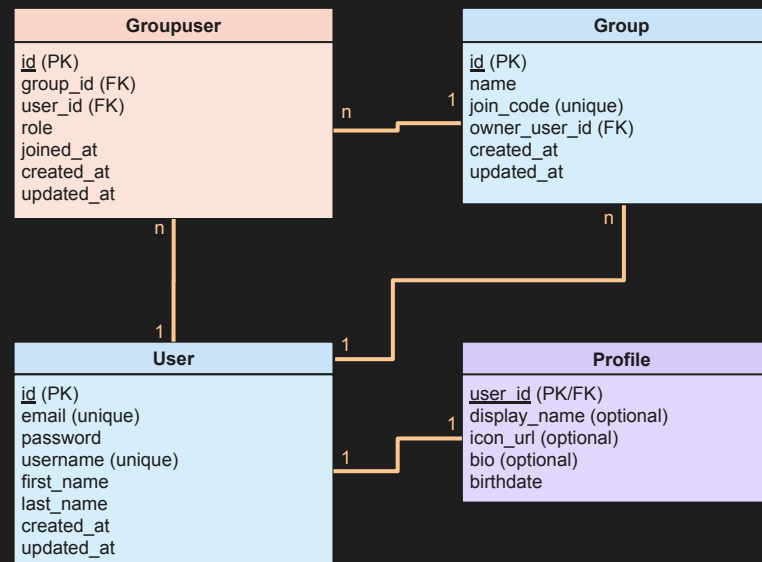 Groupuser
id (PK)
group_id (FK)
user_id (FK)
role
joined_at
created_at
updated_at
Group
id (PK)
name
join_code (unique)
owner_user_id (FK)
created_at
updated_at
n
1
n
n
1
1
User
id (PK)
email (unique)
password
username (unique)
first_name
last_name
created_at
updated_at
1
1
Profile
user_id (PK/FK)
display_name (optional)
icon_url (optional)
bio (optional)
birthdate